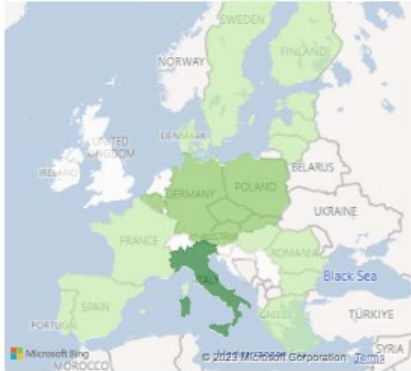 SWEDEN
FINLAND
NORWAY
UNITED
KINGDOM
DENMARK
IRELAND
BELARUS
GERMANY
POLAND
UKRAINE
FRANCE
AUSTRIA
ROMANIA
ITALY
Black Sea
SPAIN
GREECE
PORTUGAL
TÜRKIYE
SYRIA
Microsoft Bing
© 2023 Microsoft Corporation Terms
MOROCCO